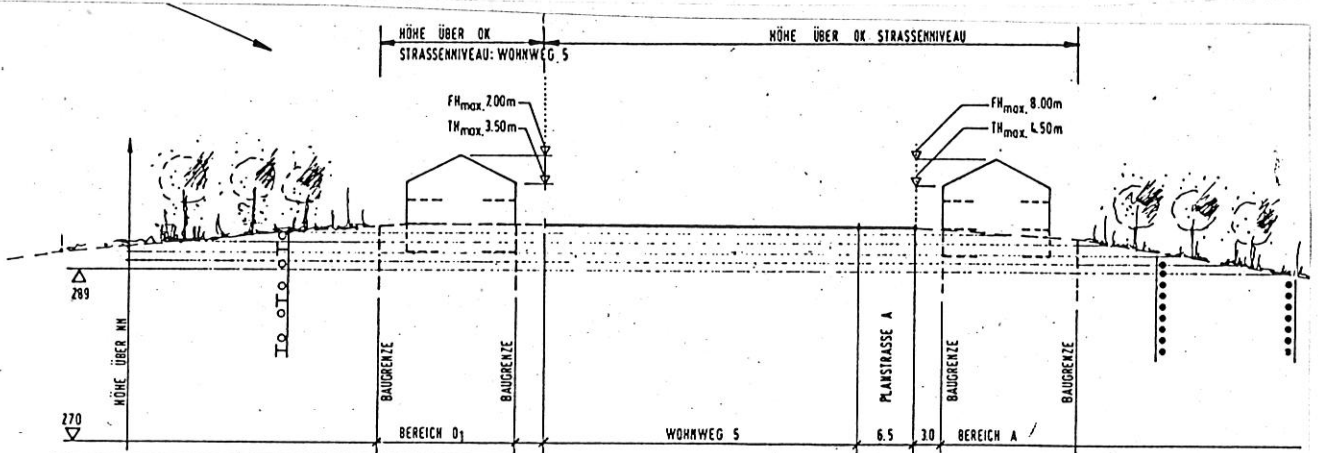 HÖHE ÜBER OK
STRASSENNIVEAU: WOHNWEG 5
HÖHE ÜBER OK STRASSENNIVEAU
FHmax. 7.00m
THmax. 3.50m
FHmax. 8.00m
THmax. 4.50m
289
HÖHE ÜBER NN
270
BAUGRENZE
BAUGRENZE
PLANSTRASSE A
BAUGRENZE
BAUGRENZE
BEREICH D1
WOHNWEG 5
6.5
3.0
BEREICH A